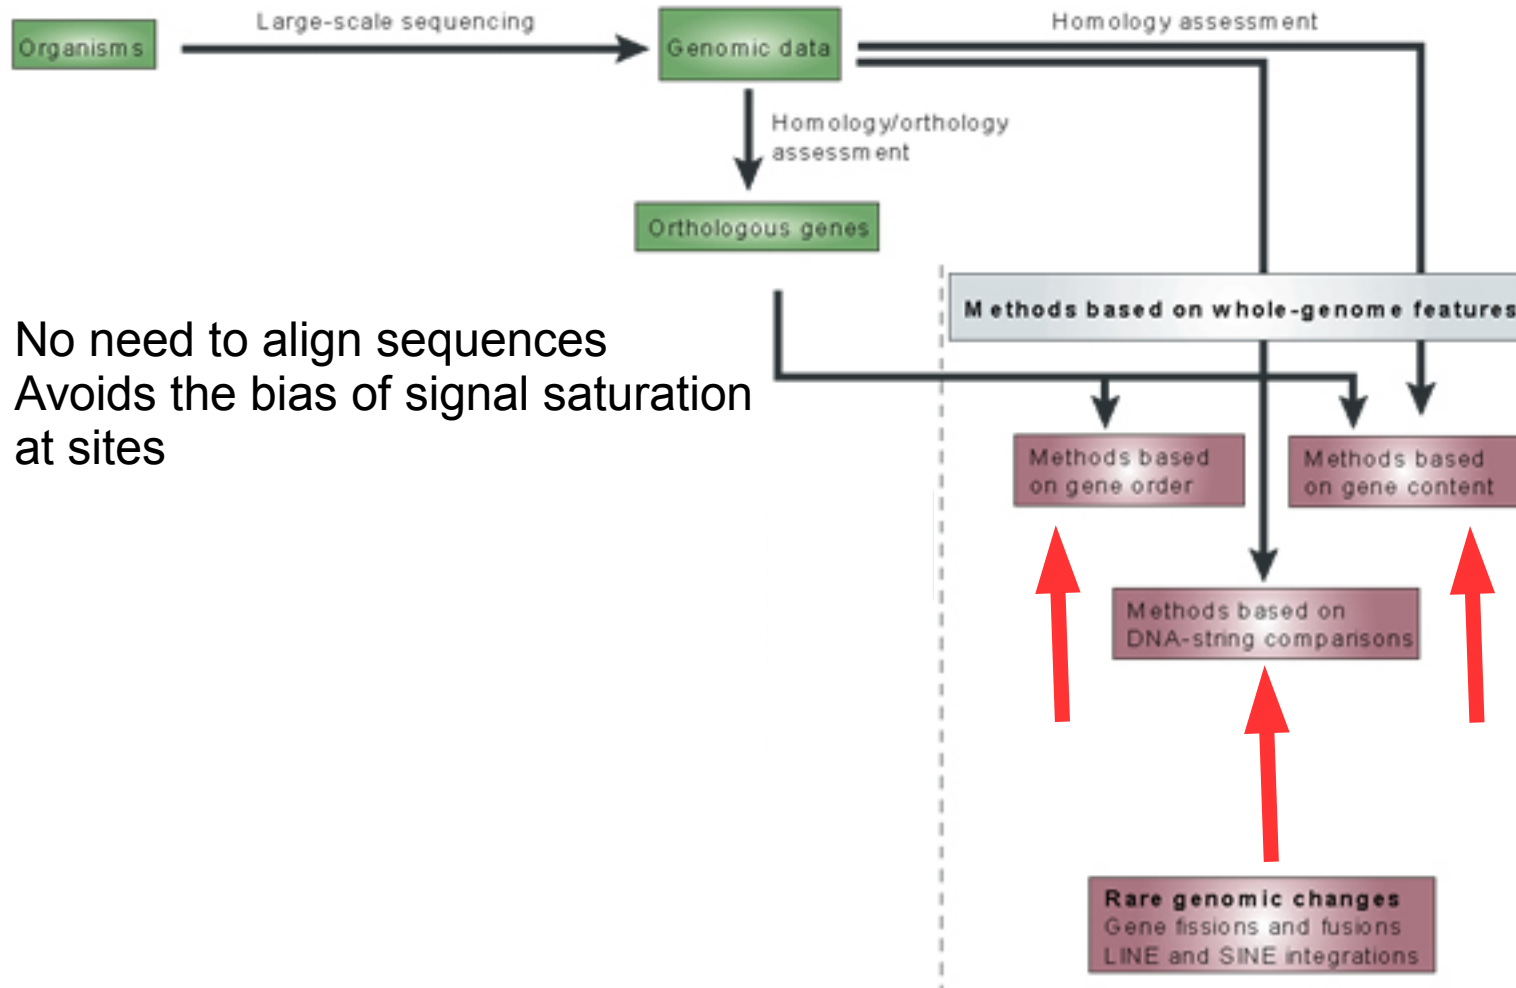 Large-scale sequencing
Homology assessment
Organisms
Genomic data
Homology/orthology
assessment
Orthologous genes
Methods based on whole-genome features
No need to align sequences
Avoids the bias of signal saturation
at sites
Methods based
on gene order
Methods based
on gene content
Methods based on
DNA-string comparisons
Rare genomic changes
Gene fissions and fusions
LINE and SINE integrations